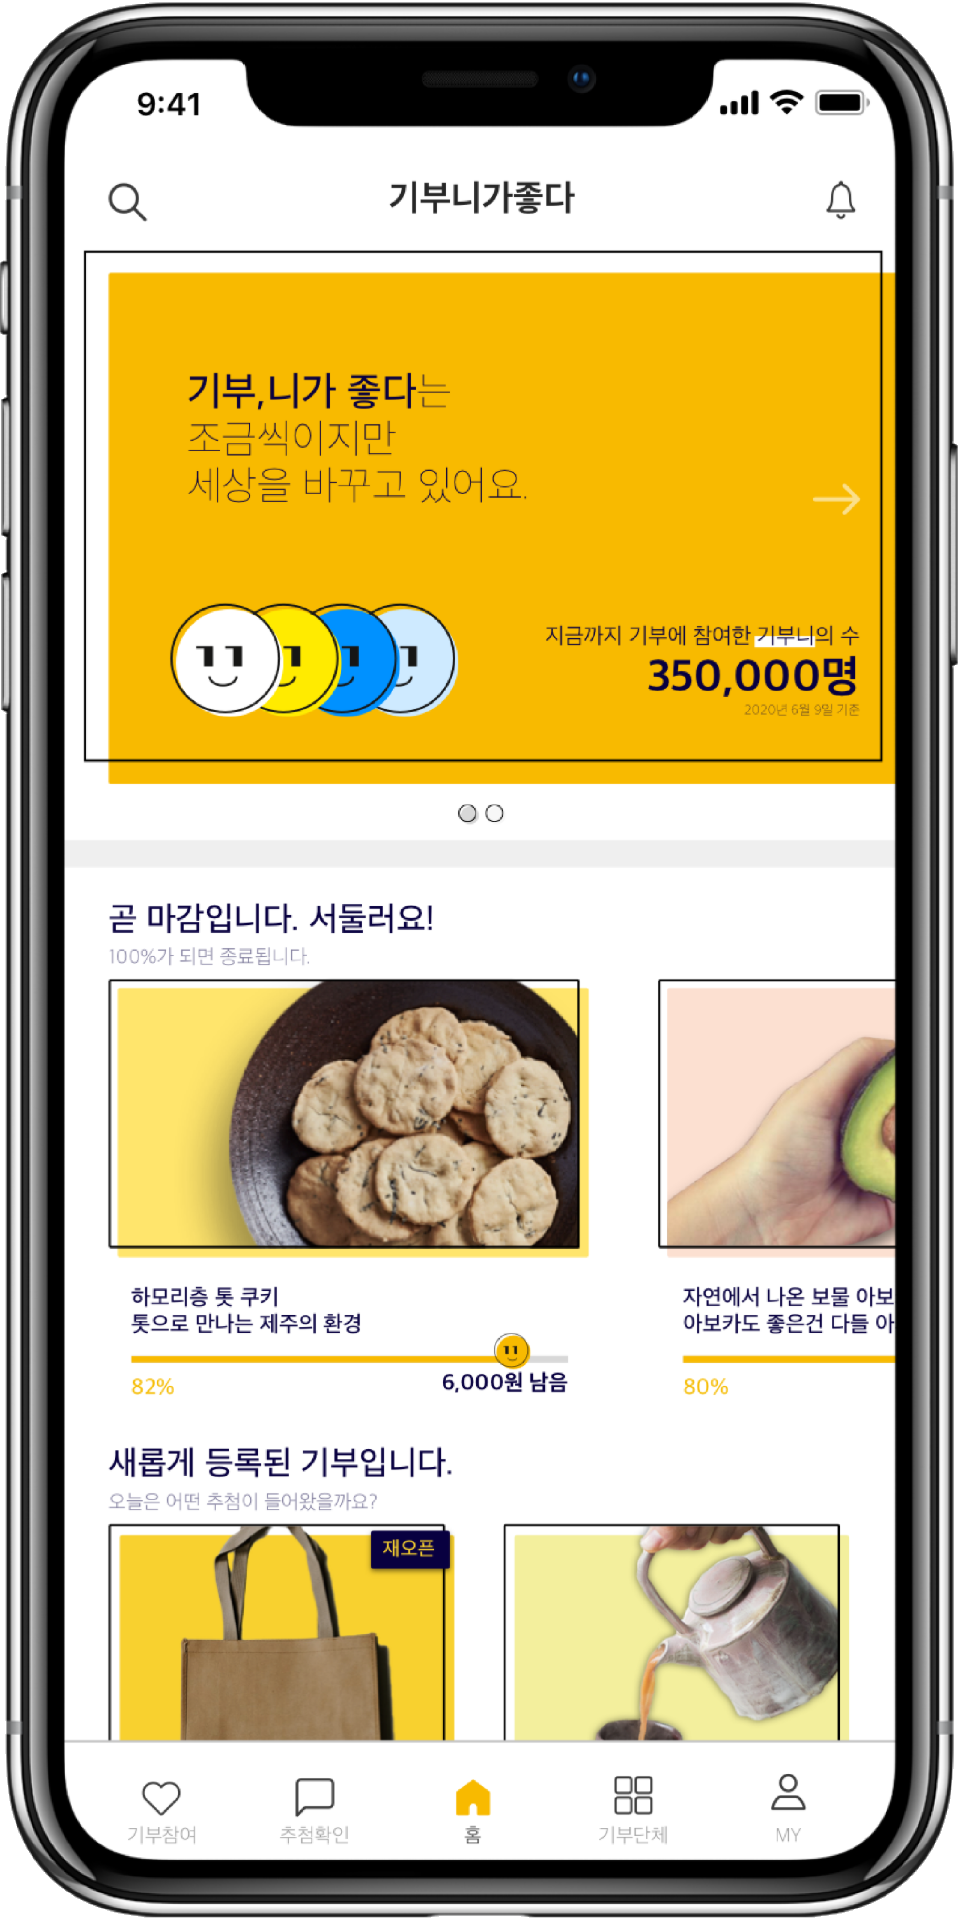 9:41
기부니가좋다
기부,니가 좋다는
조금씩이지만
세상을 바꾸고 있어요.
지금까지 기부에 참여한 기부니의 수
350,000명
2020년 6월 9일 기준
곧 마감입니다. 서둘러요!
100%가 되면 종료됩니다.
하모리층 톳 쿠키
톳으로 만나는 제주의 환경
82%
6,000원 남음
자연에서 나온 보물 아보
아보카도 좋은건 다들 아
80%
새롭게 등록된 기부입니다.
오늘은 어떤 추첨이 들어왔을까요?
재오픈
기부참여
추첨확인
홈
기부단체
MY